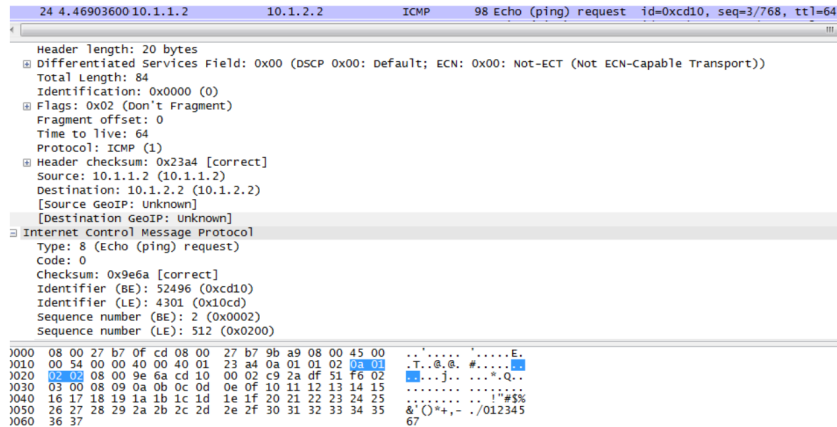 24 4.46903600 10.1.1.2 10.1.2.2 ICMP 98 Echo (ping) request id=0xcd10, seq=3/768, ttl=64
Header length: 20 bytes
Differentiated Services Field: 0x00 (DSCP 0x00: Default; ECN: 0x00: Not-ECT (Not ECN-Capable Transport))
Total Length: 84
Identification: 0x0000 (0)
Flags: 0x02 (Don't Fragment)
Fragment offset: 0
Time to live: 64
Protocol: ICMP (1)
Header checksum: 0x23a4 [correct]
Source: 10.1.1.2 (10.1.1.2)
Destination: 10.1.2.2 (10.1.2.2)
[Source GeoIP: Unknown]
[Destination GeoIP: Unknown]
Internet Control Message Protocol
Type: 8 (Echo (ping) request)
Code: 0
Checksum: 0x9e6a [correct]
Identifier (BE): 52496 (0xcd10)
Identifier (LE): 4301 (0x10cd)
Sequence number (BE): 2 (0x0002)
Sequence number (LE): 512 (0x0200)
0000 08 00 27 b7 0f cd 08 00 27 b7 9b a9 08 00 45 00 ..'..... '.....E.
0010 00 54 00 00 40 00 40 01 23 a4 0a 01 01 02 0a 01 .T..@.@. #.......
0020 02 02 08 00 9e 6a cd 10 00 02 c9 2a df 51 f6 02 .....j.. ...*.Q..
0030 03 00 08 09 0a 0b 0c 0d 0e 0f 10 11 12 13 14 15 ........ ........
0040 16 17 18 19 1a 1b 1c 1d 1e 1f 20 21 22 23 24 25 ........ .. !"#$%
0050 26 27 28 29 2a 2b 2c 2d 2e 2f 30 31 32 33 34 35 &'()*+,- ./012345
0060 36 37 67